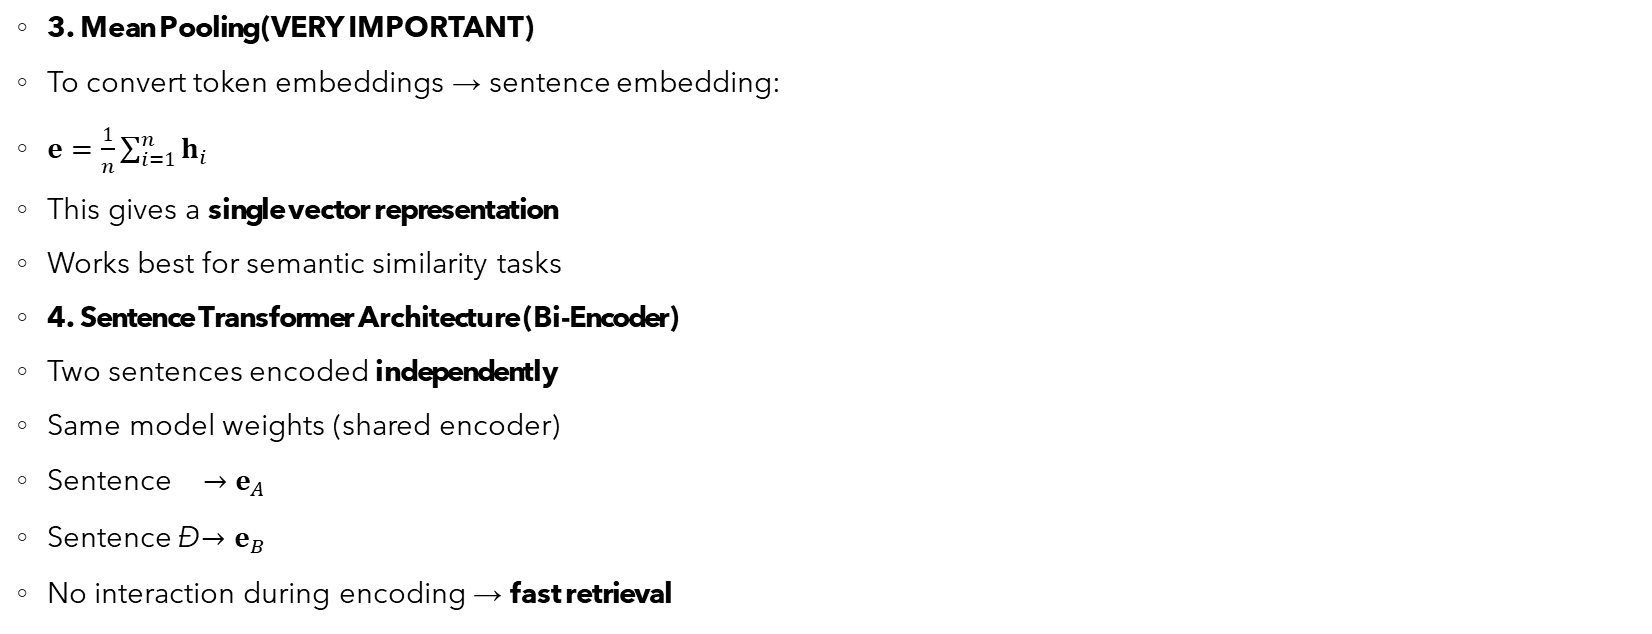 3. Mean Pooling(VERY IMPORTANT)
To convert token embeddings → sentence embedding:
e = 1/n ∑ⁿᵢ₌₁ hᵢ
This gives a single vector representation
Works best for semantic similarity tasks
4. Sentence Transformer Architecture (Bi-Encoder)
Two sentences encoded independently
Same model weights (shared encoder)
Sentence → e_A
Sentence Ð→ e_B
No interaction during encoding → fast retrieval